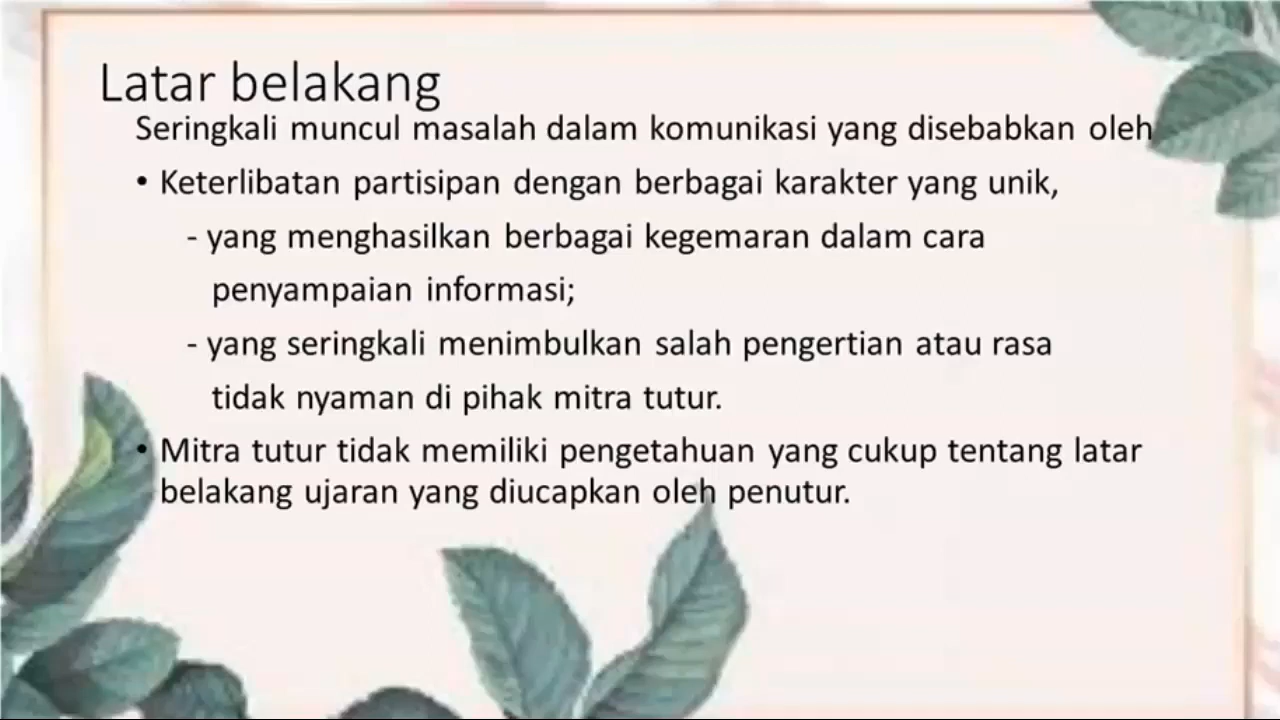 Latar belakang
Seringkali muncul masalah dalam komunikasi yang disebabkan oleh
• Keterlibatan partisipan dengan berbagai karakter yang unik,
- yang menghasilkan berbagai kegemaran dalam cara
penyampaian informasi;
- yang seringkali menimbulkan salah pengertian atau rasa
tidak nyaman di pihak mitra tutur.
• Mitra tutur tidak memiliki pengetahuan yang cukup tentang latar
belakang ujaran yang diucapkan oleh penutur.